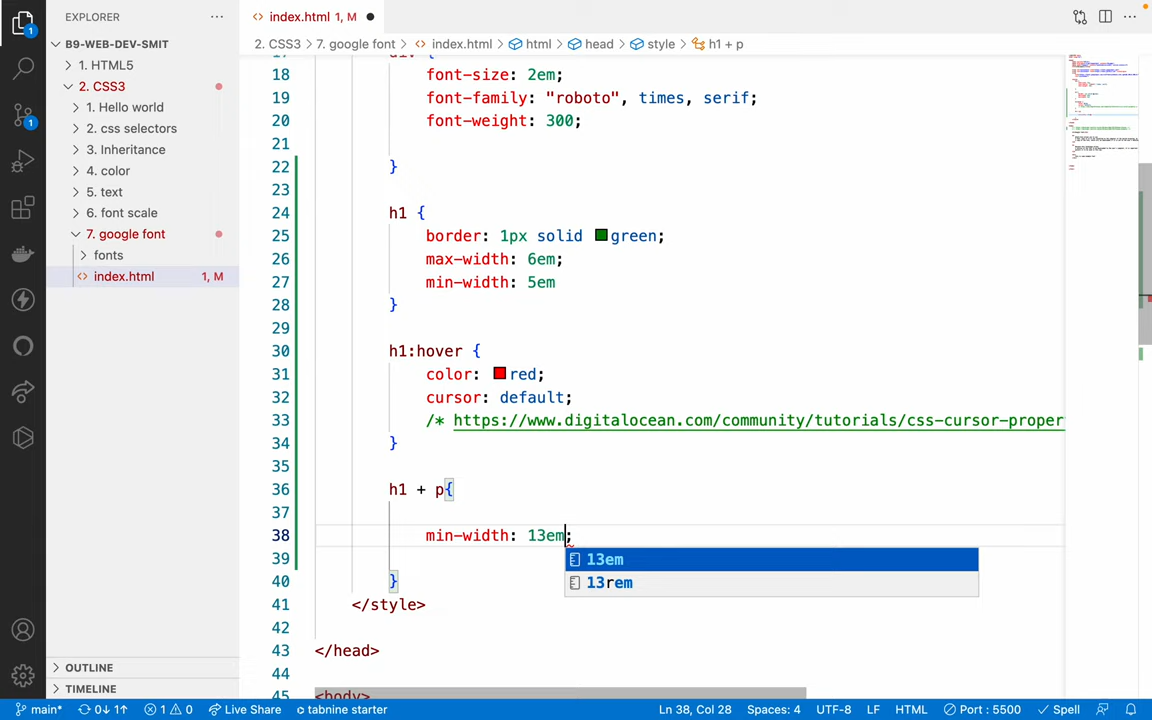 EXPLORER
index.html 1, M
B9-WEB-DEV-SMIT
1. HTML5
2. CSS3
1. Hello world
2. css selectors
3. Inheritance
4. color
5. text
6. font scale
7. google font
fonts
index.html 1, M
OUTLINE
TIMELINE
2. CSS3 > 7. google font > index.html > html > head > style > h1 + p
18 font-size: 2em;
19 font-family: "roboto", times, serif;
20 font-weight: 300;
21
22 }
23
24 h1 {
25 border: 1px solid green;
26 max-width: 6em;
27 min-width: 5em
28 }
29
30 h1:hover {
31 color: red;
32 cursor: default;
33 /* https://www.digitalocean.com/community/tutorials/css-cursor-proper
34 }
35
36 h1 + p{
37
38 min-width: 13em;
13em
13rem
39
40 }
41 </style>
42
43 </head>
44
45 <body>
main* 0↓ 1↑ 1 0 Live Share tabnine starter Ln 38, Col 28 Spaces: 4 UTF-8 LF HTML Port : 5500 Spell